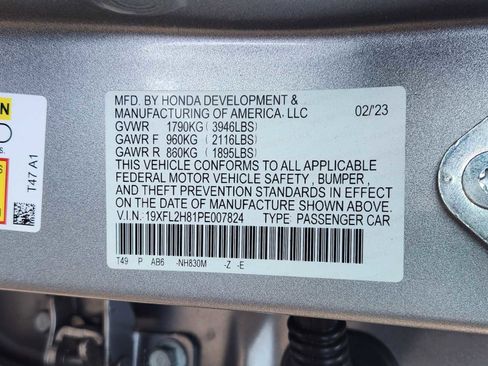 MFD. BY HONDA DEVELOPMENT &
MANUFACTURING OF AMERICA. LLC 02/'23
GVWR 1790KG ( 3946LBS)
GAWR F 960KG ( 2116LBS)
GAWR R 860KG ( 1895LBS)
THIS VEHICLE CONFORMS TO ALL APPLICABLE
FEDERAL MOTOR VEHICLE SAFETY , BUMPER,
AND THEFT PREVENTION STANDARDS IN EFFECT
ON THE DATE OF MANUFACTURE SHOWN ABOVE.
V.I.N.: 19XFL2H81PE007824 TYPE: PASSENGER CAR
T49 P AB6 -NH830M -Z -E
T47 A1